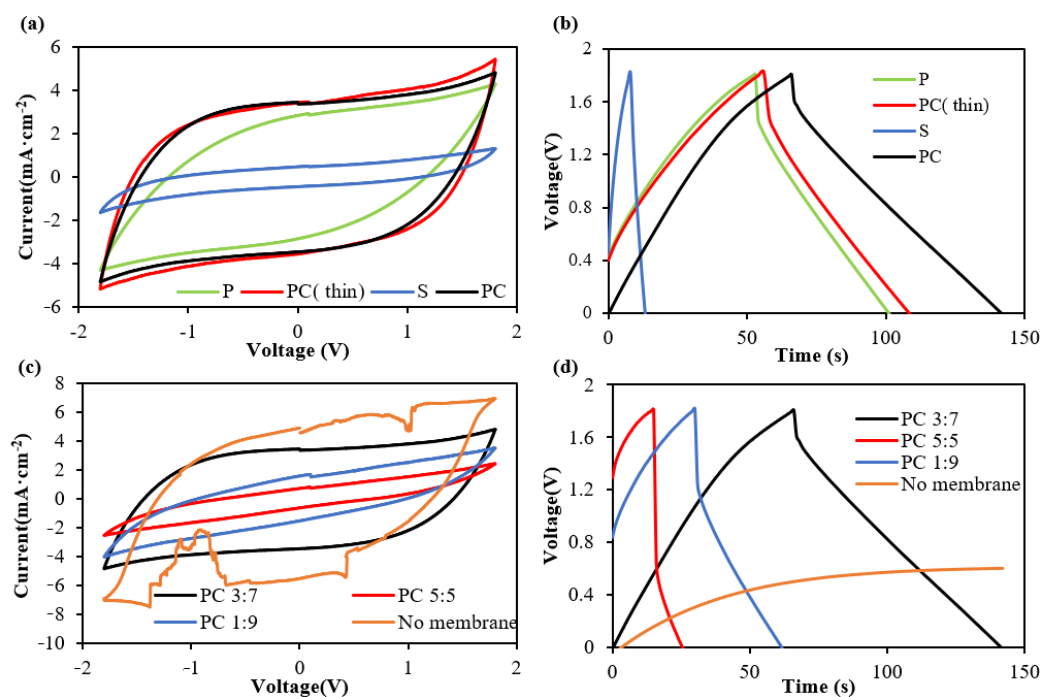 (a)
6
4
2
0
-2
-4
-6
-2
-1
0
1
2
Current(mA·cm-2)
Voltage (V)
P
PC( thin)
S
PC
(b)
2
1.6
1.2
0.8
0.4
0
0
50
100
150
Voltage(V)
Time (s)
P
PC( thin)
S
PC
(c)
8
6
4
2
0
-2
-4
-6
-8
-10
-2
-1
0
1
2
Current(mA·cm-2)
Voltage(V)
PC 3:7
PC 5:5
PC 1:9
No membrane
(d)
2
1.6
1.2
0.8
0.4
0
0
50
100
150
Voltage(V)
Time (s)
PC 3:7
PC 5:5
PC 1:9
No membrane